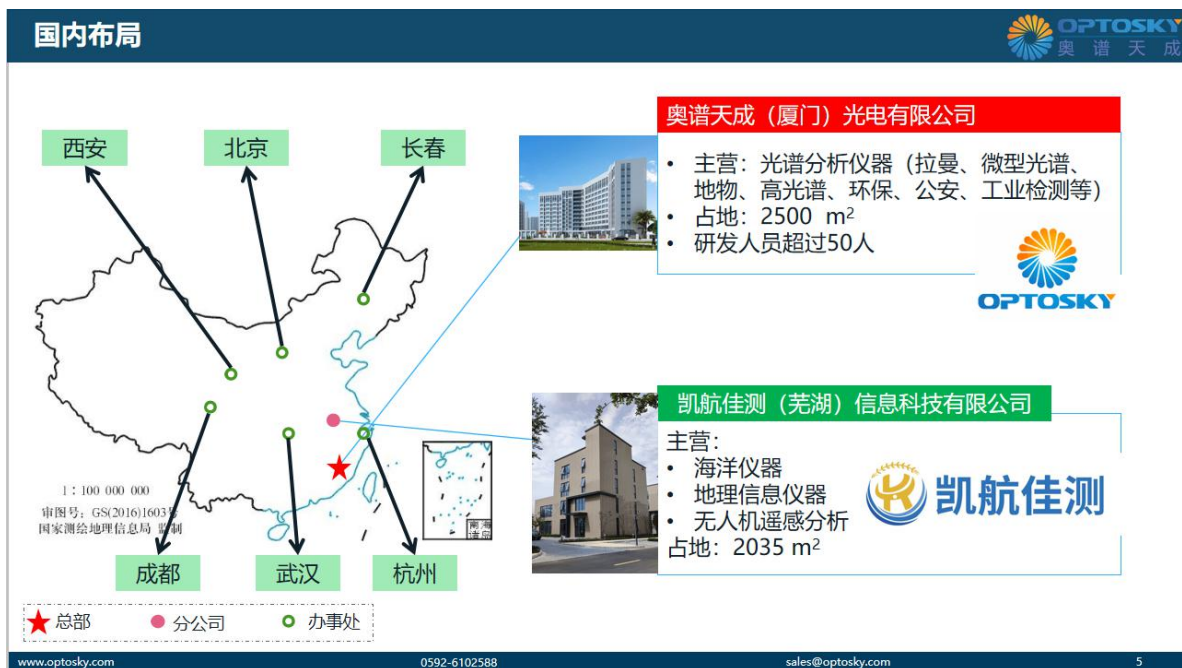 国内布局
OPTOSKY
奥谱天成
西安
北京
长春
奥谱天成（厦门）光电有限公司
• 主营：光谱分析仪器（拉曼、微型光谱、
地物、高光谱、环保、公安、工业检测等）
• 占地：2500 m²
• 研发人员超过50人
OPTOSKY
凯航佳测（芜湖）信息科技有限公司
主营：
• 海洋仪器
• 地理信息仪器
• 无人机遥感分析
占地：2035 m²
凯航佳测
1：100 000 000
审图号：GS(2016)1603号
国家测绘地理信息局 监制
南海
诸岛
成都
武汉
杭州
总部
分公司
办事处
www.optosky.com
0592-6102588
sales@optosky.com
5